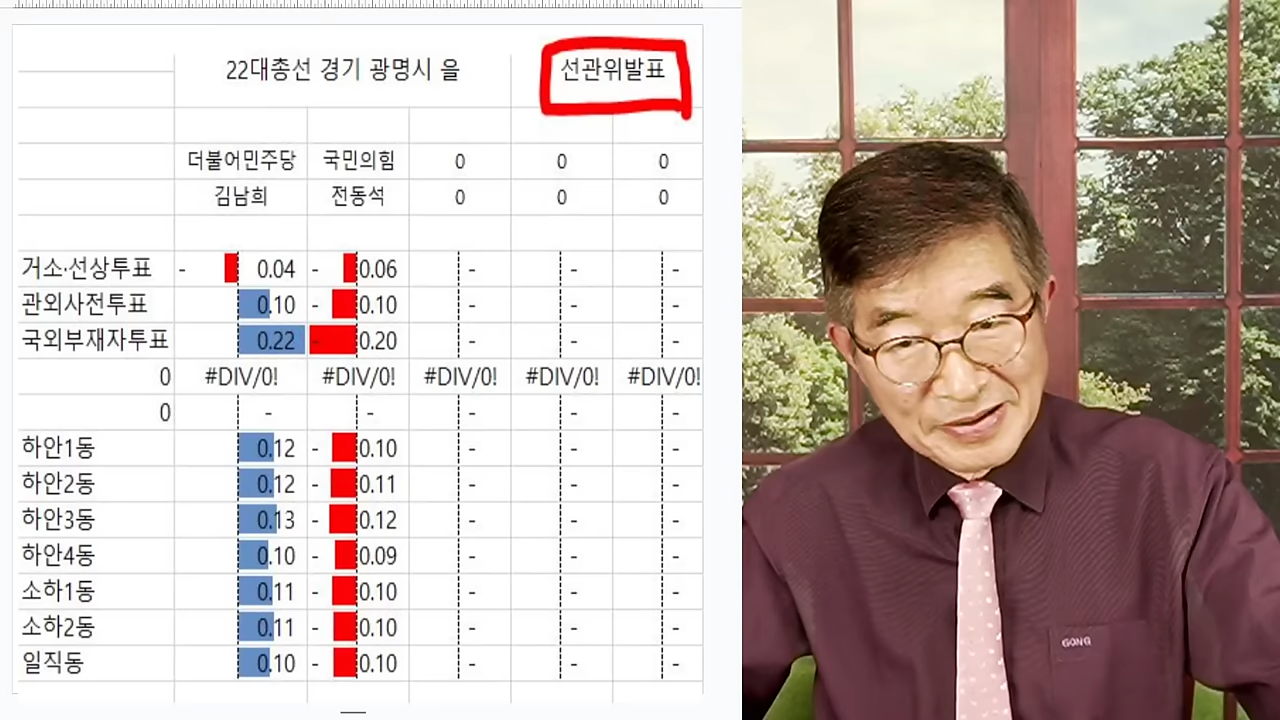 22대총선 경기 광명시 을 선관위발표
더불어민주당 국민의힘 0 0 0
김남희 전동석 0 0 0
거소·선상투표 - 0.04 - 0.06 - - -
관외사전투표 0.10 - 0.10 - - -
국외부재자투표 0.22 - 0.20 - - -
0 #DIV/0! #DIV/0! #DIV/0! #DIV/0! #DIV/0!
0 - - - - -
하안1동 0.12 - 0.10 - - -
하안2동 0.12 - 0.11 - - -
하안3동 0.13 - 0.12 - - -
하안4동 0.10 - 0.09 - - -
소하1동 0.11 - 0.10 - - -
소하2동 0.11 - 0.10 - - -
일직동 0.10 - 0.10 - - -
GONG